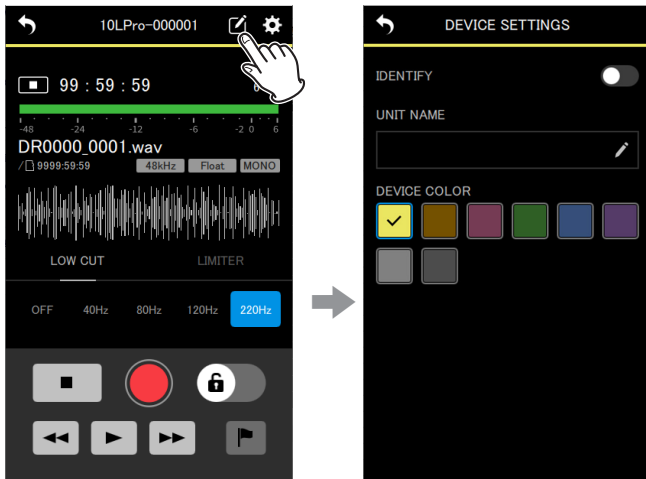 10LPro-000001
99 : 59 : 59
-48 -24 -12 -6 -2 0 6
DR0000_0001.wav
/ 9999:59:59 48kHz Float MONO
LOW CUT LIMITER
OFF 40Hz 80Hz 120Hz 220Hz
DEVICE SETTINGS
IDENTIFY
UNIT NAME
DEVICE COLOR